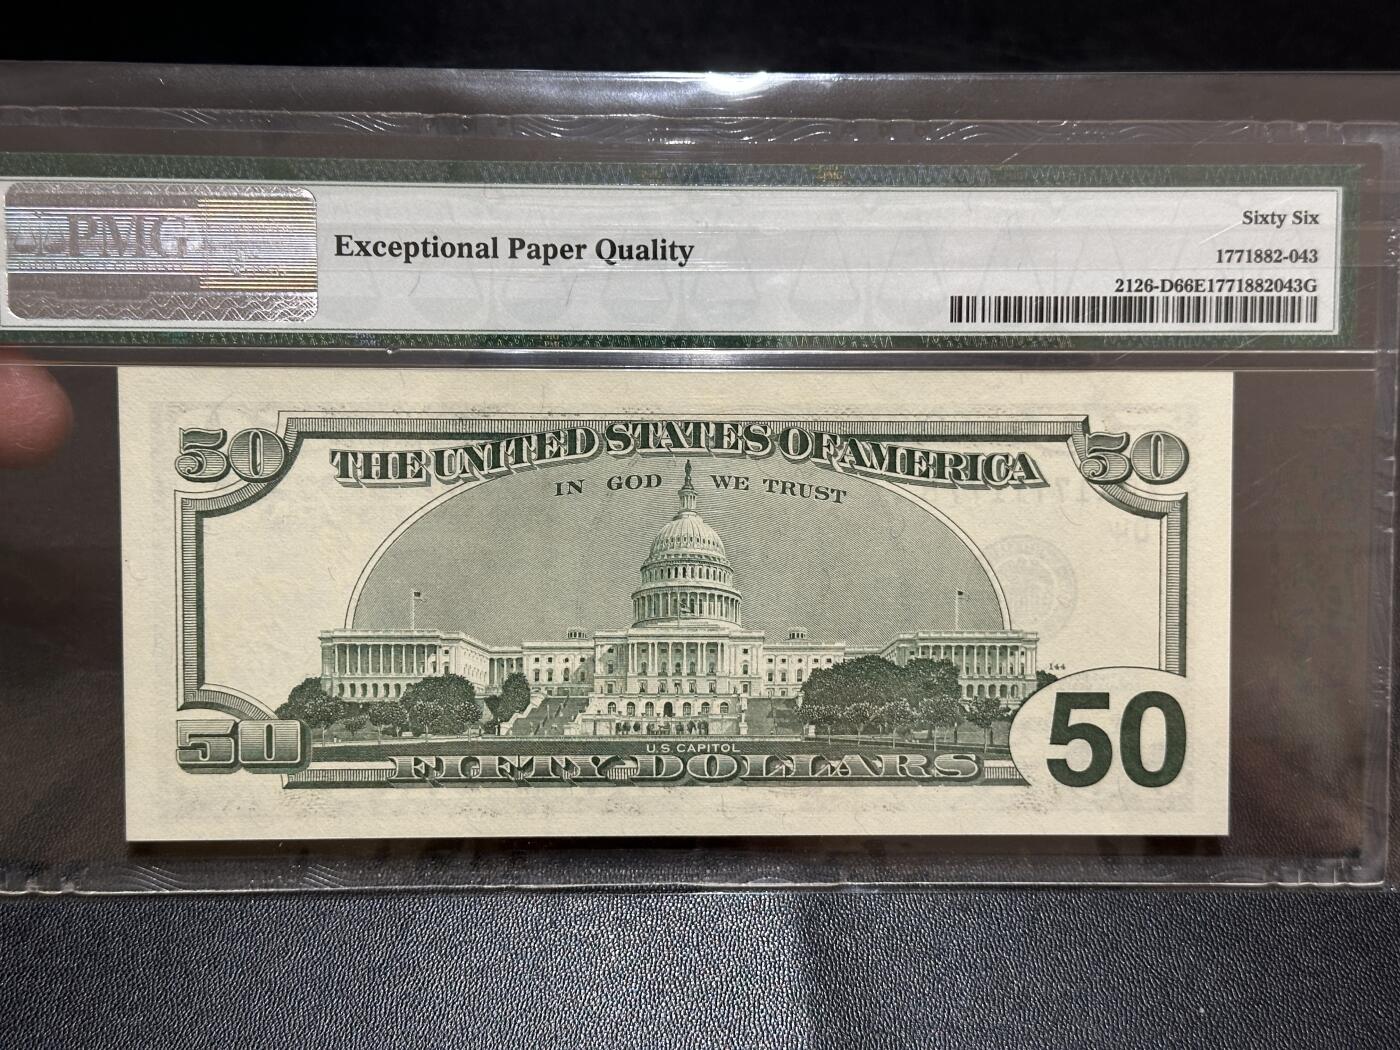 PMG
Exceptional Paper Quality
Sixty Six
1771882-043
2126-D66E1771882043G
50
50
THE UNITED STATES OF AMERICA
IN GOD WE TRUST
144
50
U.S. CAPITOL
FIFTY DOLLARS
50